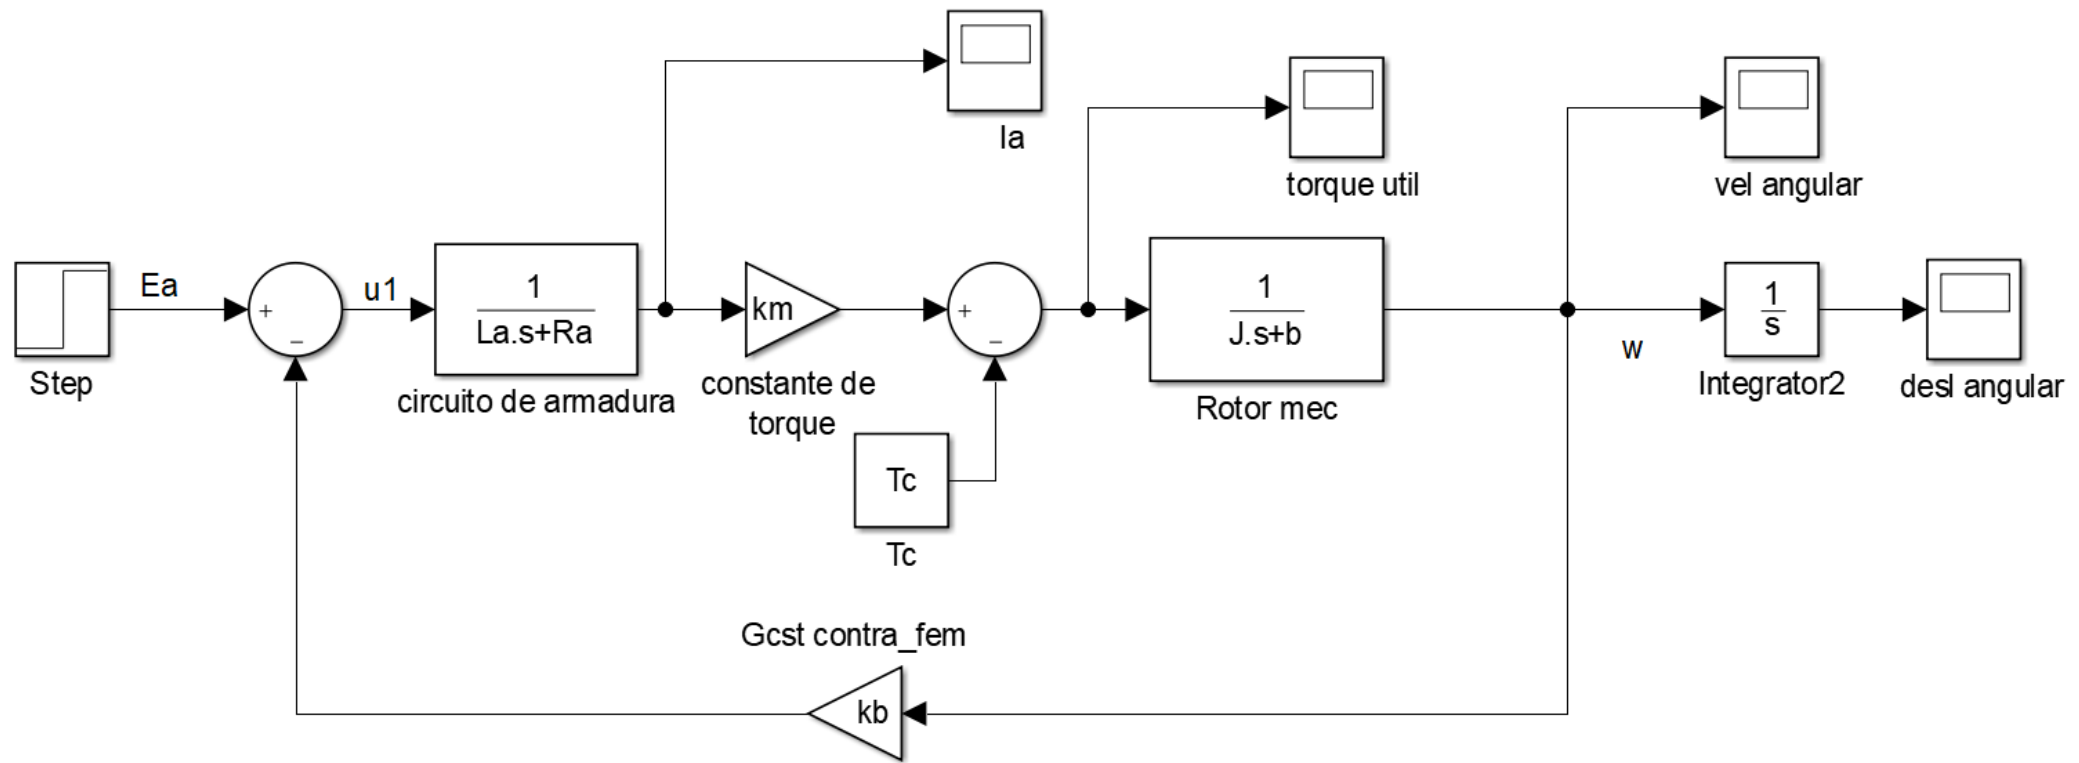 Ia
torque util
vel angular
Ea
+
−
Step
u1
1
La.s+Ra
circuito de armadura
km
constante de
torque
+
−
Tc
Tc
1
J.s+b
Rotor mec
w
1
s
Integrator2
desl angular
Gcst contra_fem
kb